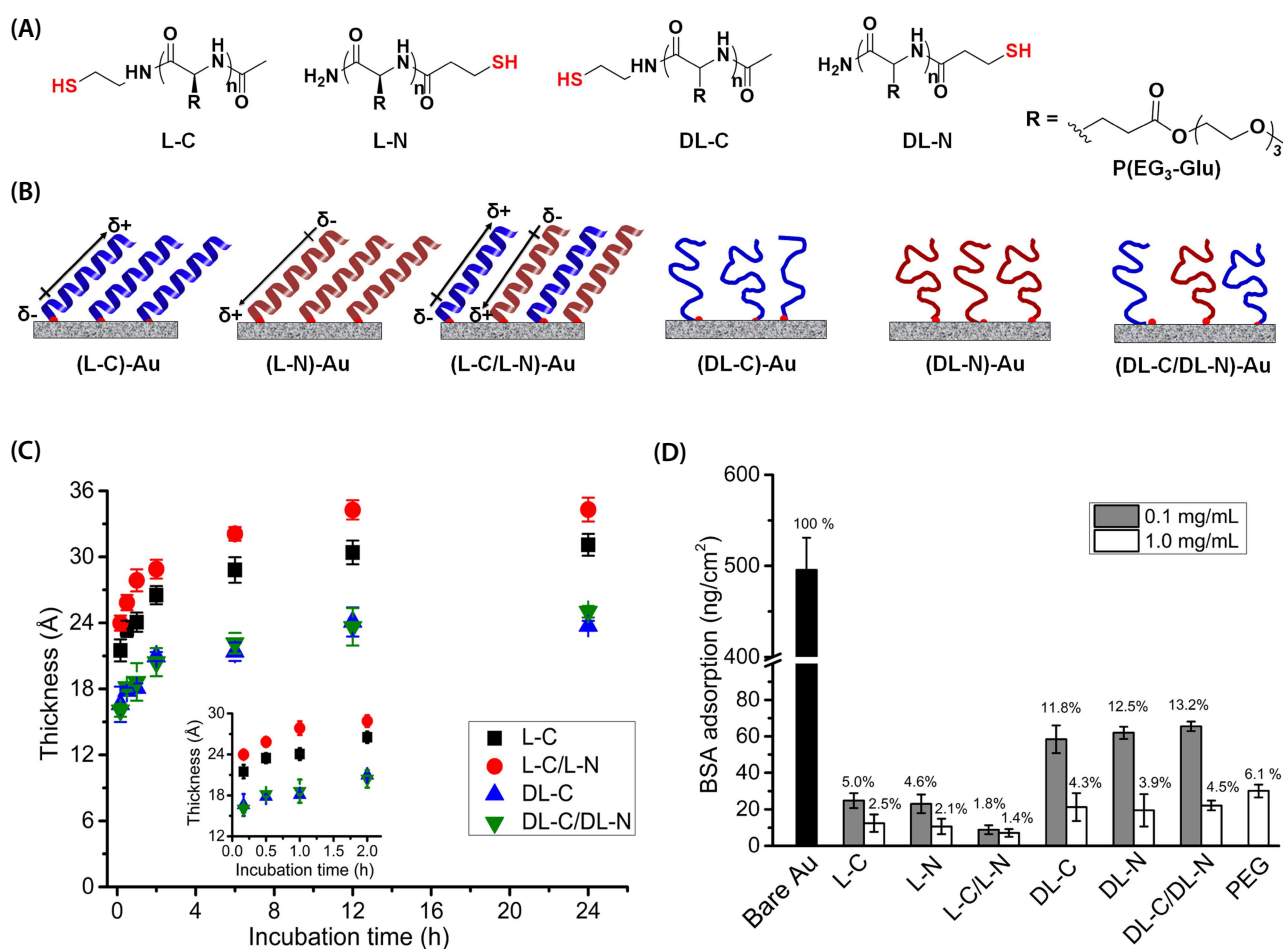 (A)
O
H
N
HN
HS
R
n
O
L-C
O
H
N
SH
H₂N
R
n
O
L-N
O
H
N
HN
HS
R
n
O
DL-C
O
H
N
SH
H₂N
R
n
O
DL-N
R =
O
O
O
3
P(EG₃-Glu)
(B)
δ+
δ-
(L-C)-Au
δ-
δ+
(L-N)-Au
δ+
δ-
δ-
δ+
(L-C/L-N)-Au
(DL-C)-Au
(DL-N)-Au
(DL-C/DL-N)-Au
(C)
Thickness (Å)
36
30
24
18
12
6
0
0
4
8
12
16
20
24
Incubation time (h)
Thickness (Å)
36
30
24
18
12
0.0
0.5
1.0
1.5
2.0
Incubation time (h)
L-C
L-C/L-N
DL-C
DL-C/DL-N
(D)
BSA adsorption (ng/cm²)
600
500
400
80
60
40
20
0
0.1 mg/mL
1.0 mg/mL
100 %
5.0%
2.5%
4.6%
2.1%
1.8%
1.4%
11.8%
4.3%
12.5%
3.9%
13.2%
4.5%
6.1 %
Bare Au
L-C
L-N
L-C/L-N
DL-C
DL-N
DL-C/DL-N
PEG